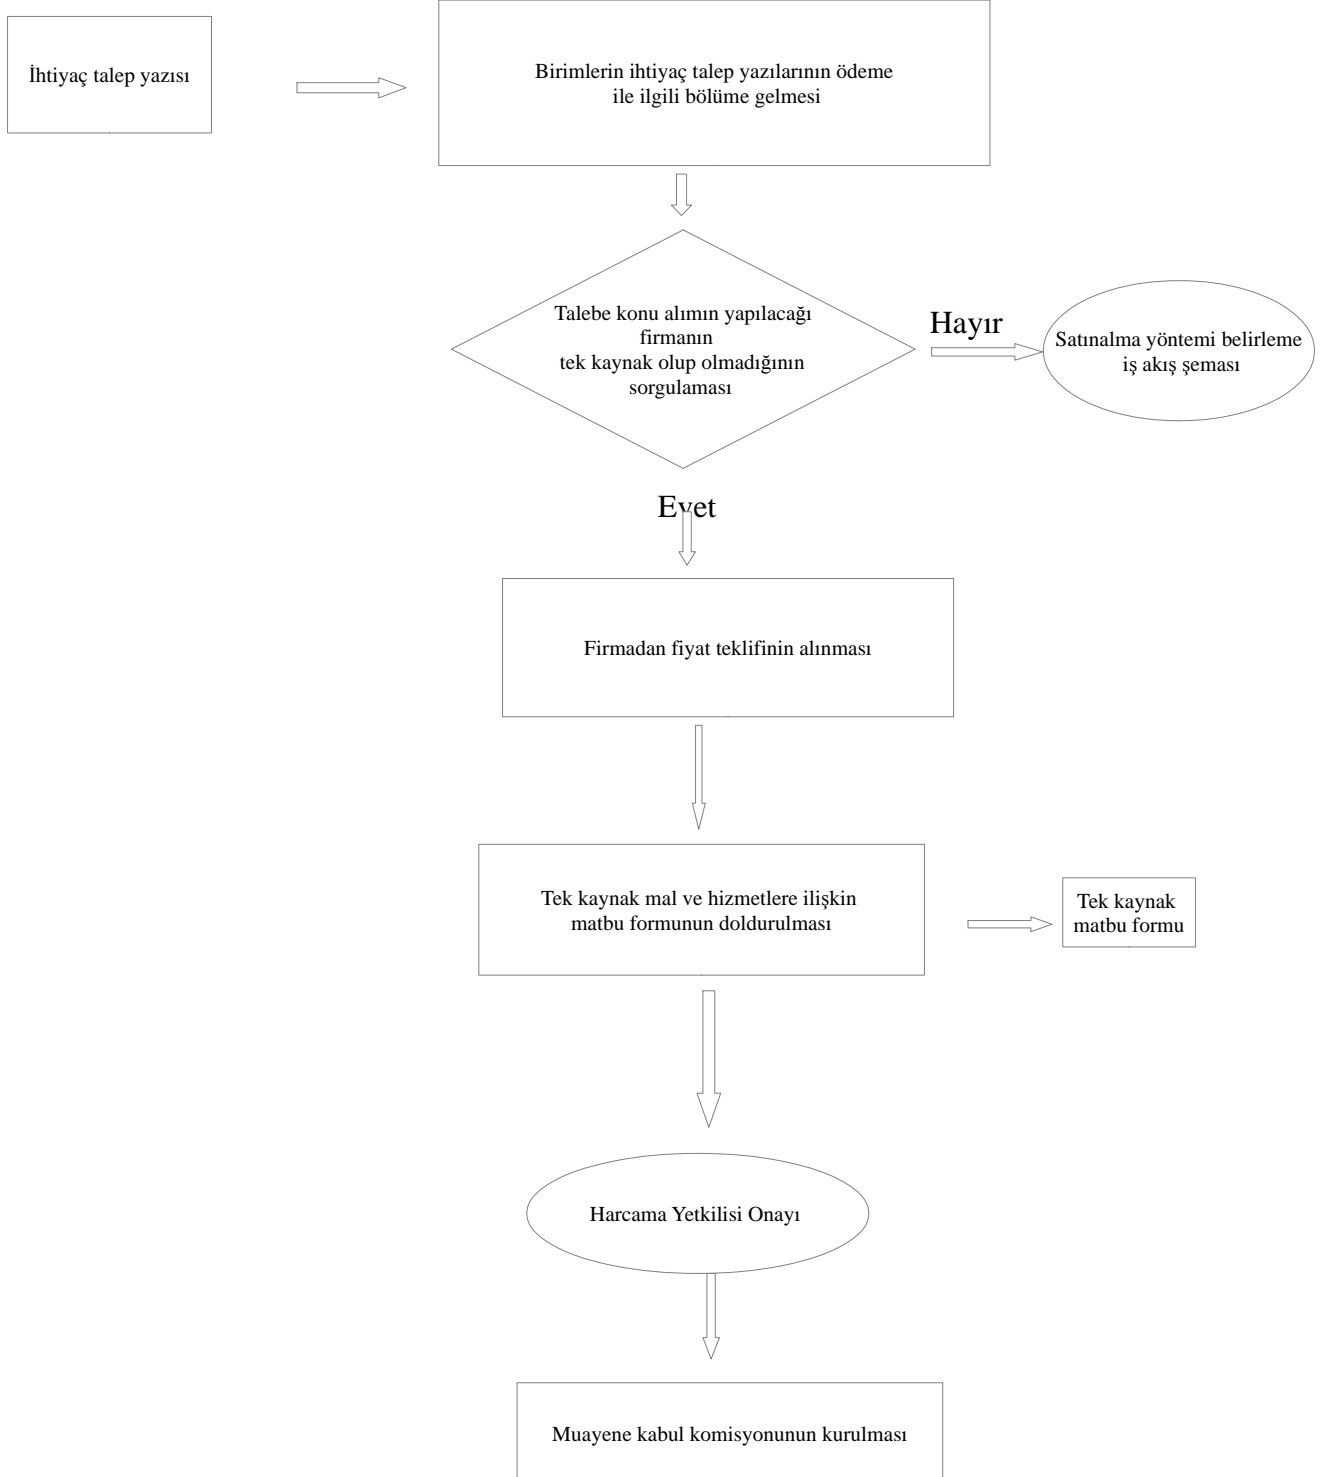 İhtiyaç talep yazısı
Birimlerin ihtiyaç talep yazılarının ödeme
ile ilgili bölüme gelmesi
Talebe konu alımın yapılacağı
firmanın
tek kaynak olup olmadığının
sorgulaması
Hayır
Satınalma yöntemi belirleme
iş akış şeması
Evet
Firmadan fiyat teklifinin alınması
Tek kaynak mal ve hizmetlere ilişkin
matbu formunun doldurulması
Tek kaynak
matbu formu
Harcama Yetkilisi Onayı
Muayene kabul komisyonunun kurulması